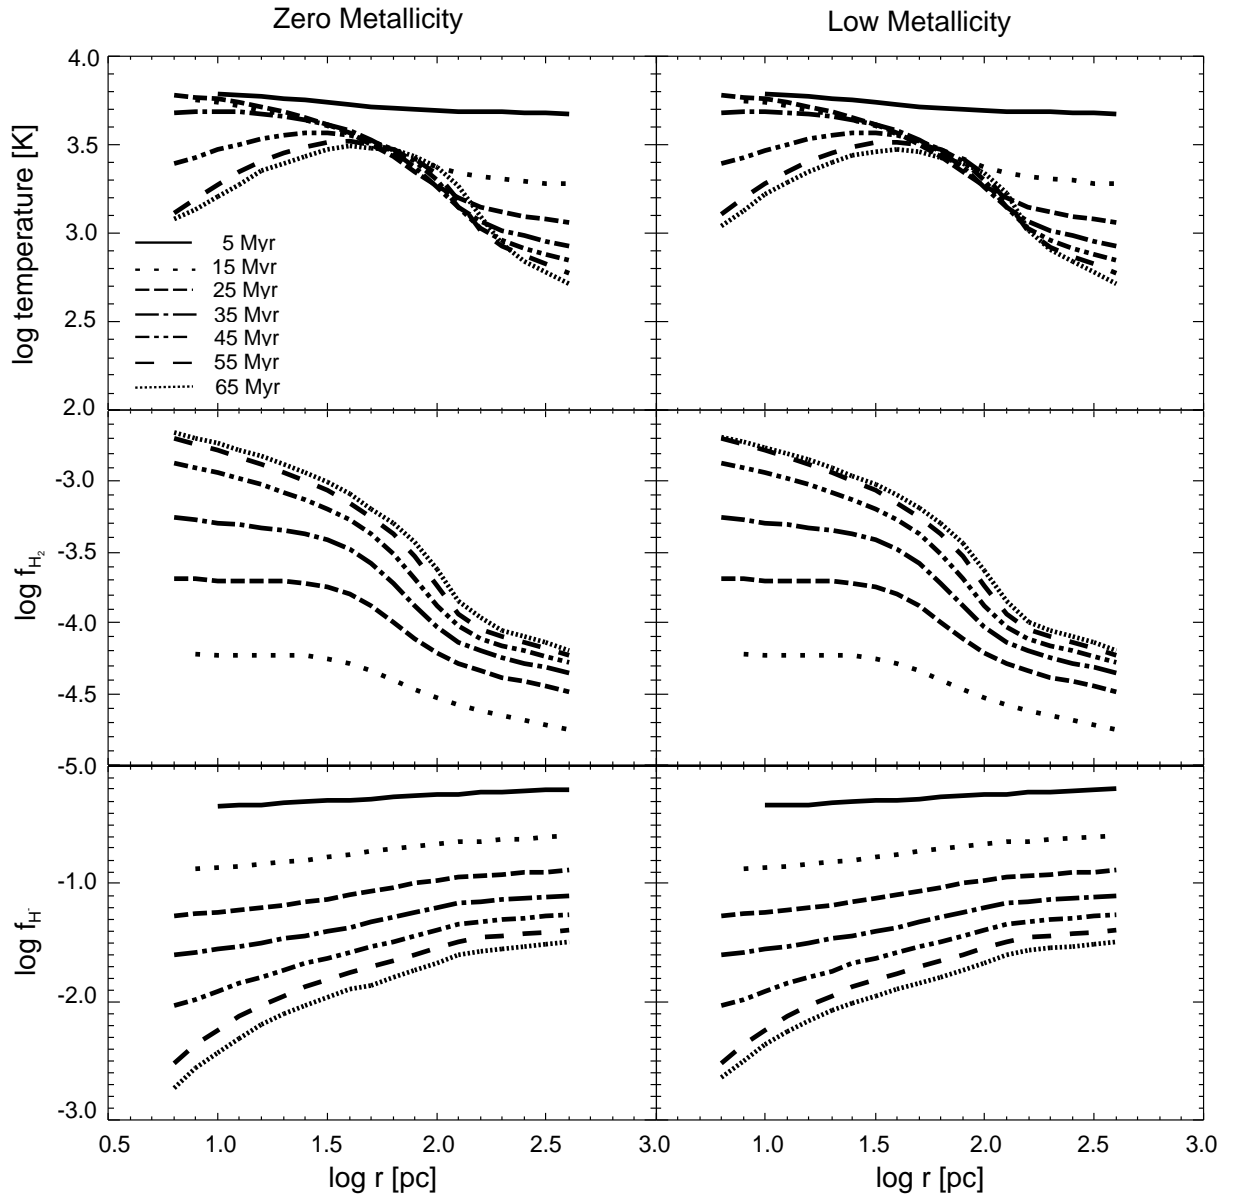 Zero Metallicity
Low Metallicity
log temperature [K]
4.0
3.5
3.0
2.5
2.0
5 Myr
15 Myr
25 Myr
35 Myr
45 Myr
55 Myr
65 Myr
log f_H₂
-3.0
-3.5
-4.0
-4.5
-5.0
log f_H⁻
-1.0
-2.0
-3.0
0.5 1.0 1.5 2.0 2.5 3.0 1.0 1.5 2.0 2.5 3.0
log r [pc]
log r [pc]